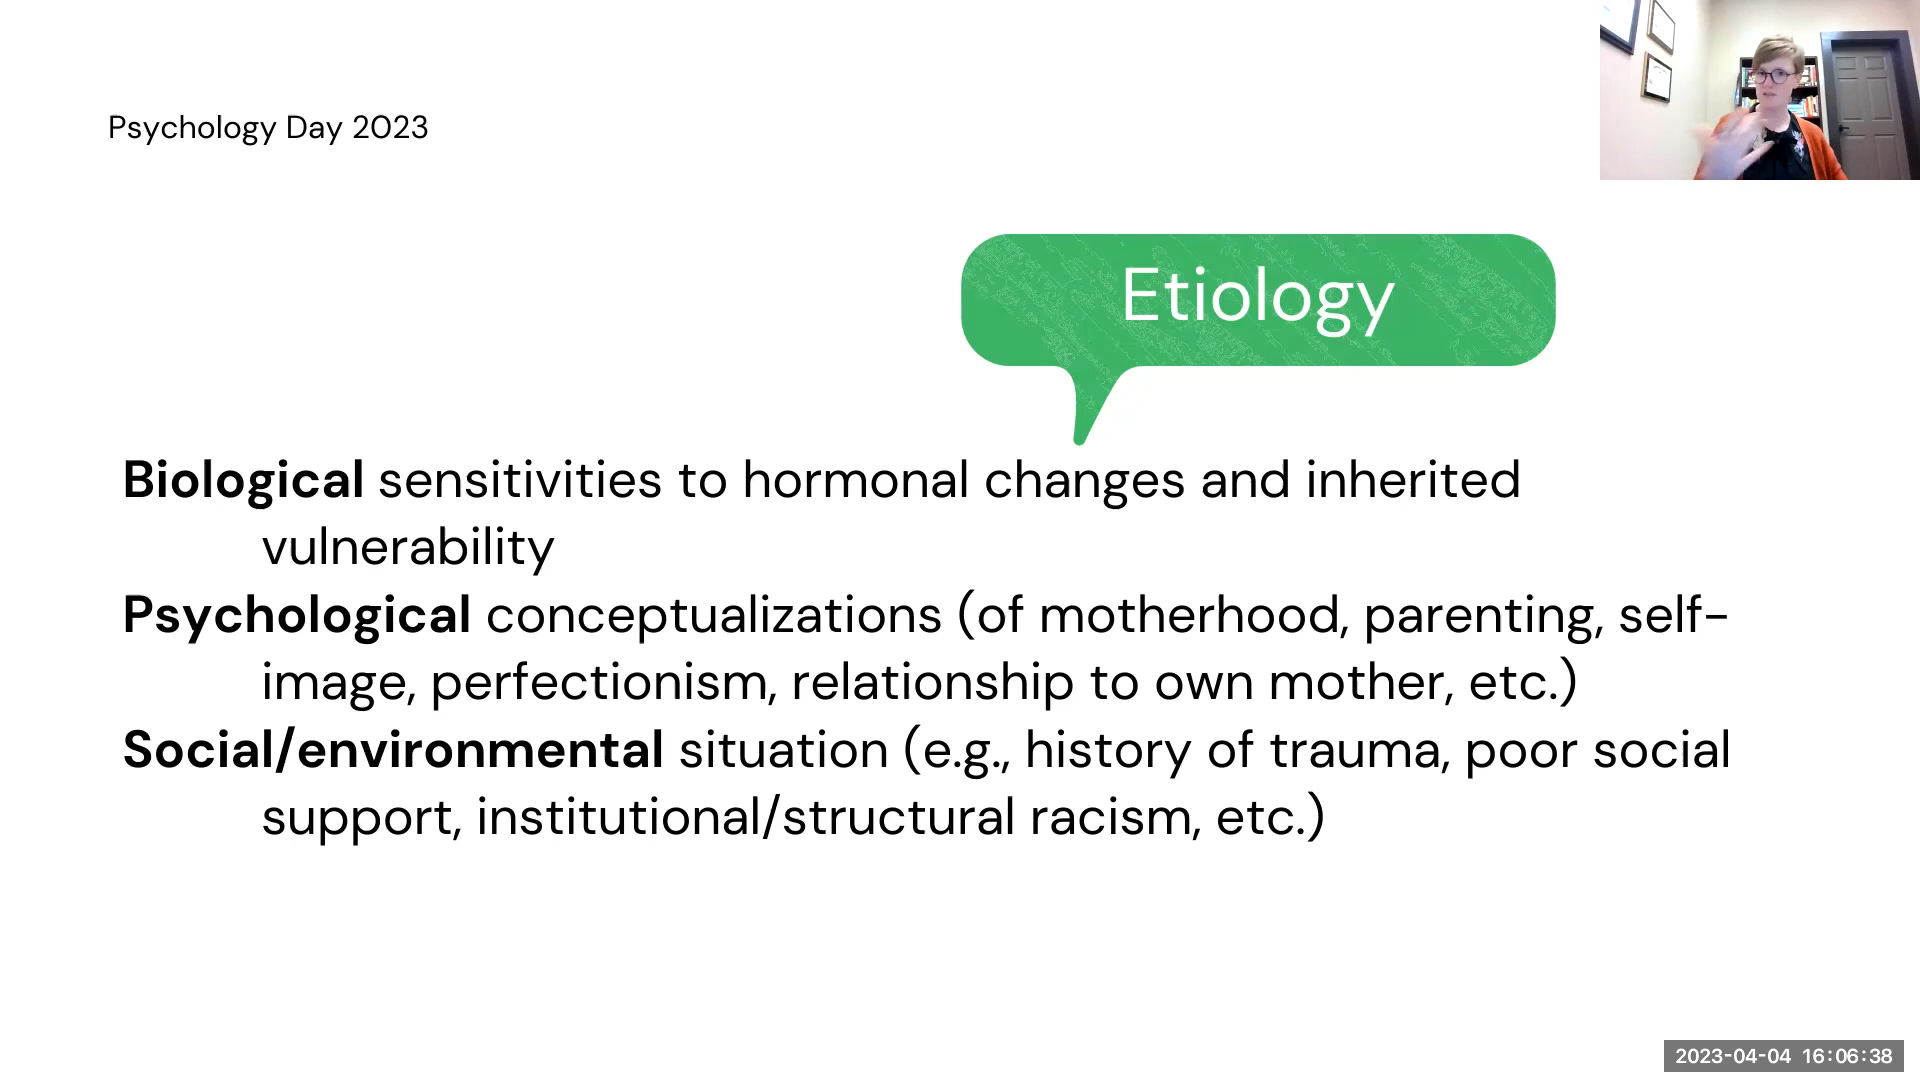 Psychology Day 2023
Etiology
Biological sensitivities to hormonal changes and inherited
vulnerability
Psychological conceptualizations (of motherhood, parenting, self-
image, perfectionism, relationship to own mother, etc.)
Social/environmental situation (e.g., history of trauma, poor social
support, institutional/structural racism, etc.)
2023-04-04 16:06:38